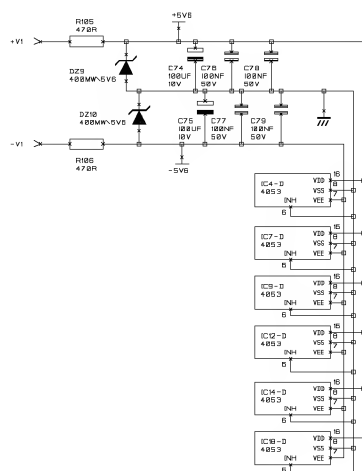 R105
470R
+5V6
+V1
DZ9
400MW\5V6
C74
100UF
10V
C76
100NF
50V
C78
100NF
50V
DZ10
400MW\5V6
C75
100UF
10V
C77
100NF
50V
C79
100NF
50V
-V1
R106
470R
-5V6
IC4-D
4053
VDD 16
VSS 8
VEE 7
INH
6
IC7-D
4053
VDD 16
VSS 8
VEE 7
INH
6
IC9-D
4053
VDD 16
VSS 8
VEE 7
INH
6
IC12-D
4053
VDD 16
VSS 8
VEE 7
INH
6
IC14-D
4053
VDD 16
VSS 8
VEE 7
INH
6
IC18-D
4053
VDD 16
VSS 8
VEE 7
INH
6